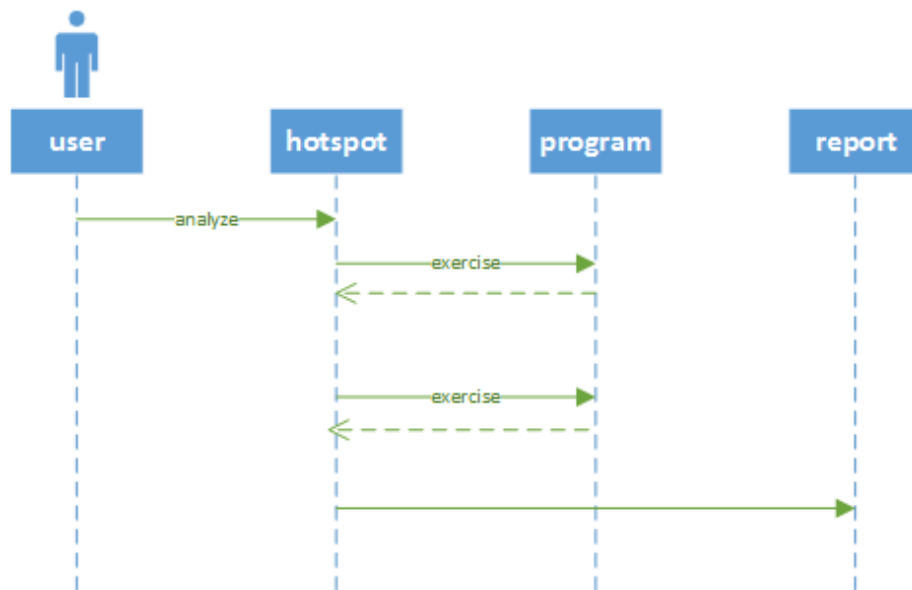 user
hotspot
program
report
analyze
exercise
exercise